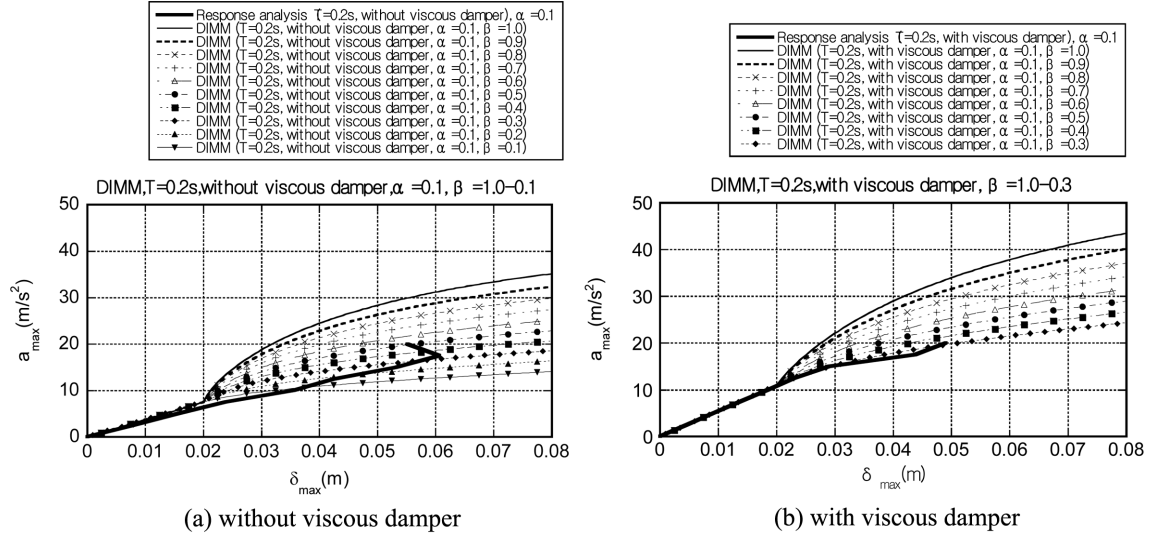 Response analysis τ=0.2s, without viscous damper, α =0.1
DIMM (T=0.2s, without viscous damper, α =0.1, β =1.0)
DIMM (T=0.2s, without viscous damper, α =0.1, β =0.9)
DIMM (T=0.2s, without viscous damper, α =0.1, β =0.8)
DIMM (T=0.2s, without viscous damper, α =0.1, β =0.7)
DIMM (T=0.2s, without viscous damper, α =0.1, β =0.6)
DIMM (T=0.2s, without viscous damper, α =0.1, β =0.5)
DIMM (T=0.2s, without viscous damper, α =0.1, β =0.4)
DIMM (T=0.2s, without viscous damper, α =0.1, β =0.3)
DIMM (T=0.2s, without viscous damper, α =0.1, β =0.2)
DIMM (T=0.2s, without viscous damper, α =0.1, β =0.1)
DIMM,T=0.2s,without viscous damper,α =0.1, β =1.0-0.1
50
40
30
20
10
0
a_max(m/s²)
0 0.01 0.02 0.03 0.04 0.05 0.06 0.07 0.08
δ_max(m)
(a) without viscous damper
Response analysis τ=0.2s, with viscous damper), α =0.1
DIMM (T=0.2s, with viscous damper, α =0.1, β =1.0)
DIMM (T=0.2s, with viscous damper, α =0.1, β =0.9)
DIMM (T=0.2s, with viscous damper, α =0.1, β =0.8)
DIMM (T=0.2s, with viscous damper, α =0.1, β =0.7)
DIMM (T=0.2s, with viscous damper, α =0.1, β =0.6)
DIMM (T=0.2s, with viscous damper, α =0.1, β =0.5)
DIMM (T=0.2s, with viscous damper, α =0.1, β =0.4)
DIMM (T=0.2s, with viscous damper, α =0.1, β =0.3)
DIMM,T=0.2s,with viscous damper, β =1.0-0.3
50
40
30
20
10
0
a_max(m/s²)
0 0.01 0.02 0.03 0.04 0.05 0.06 0.07 0.08
δ _max(m)
(b) with viscous damper